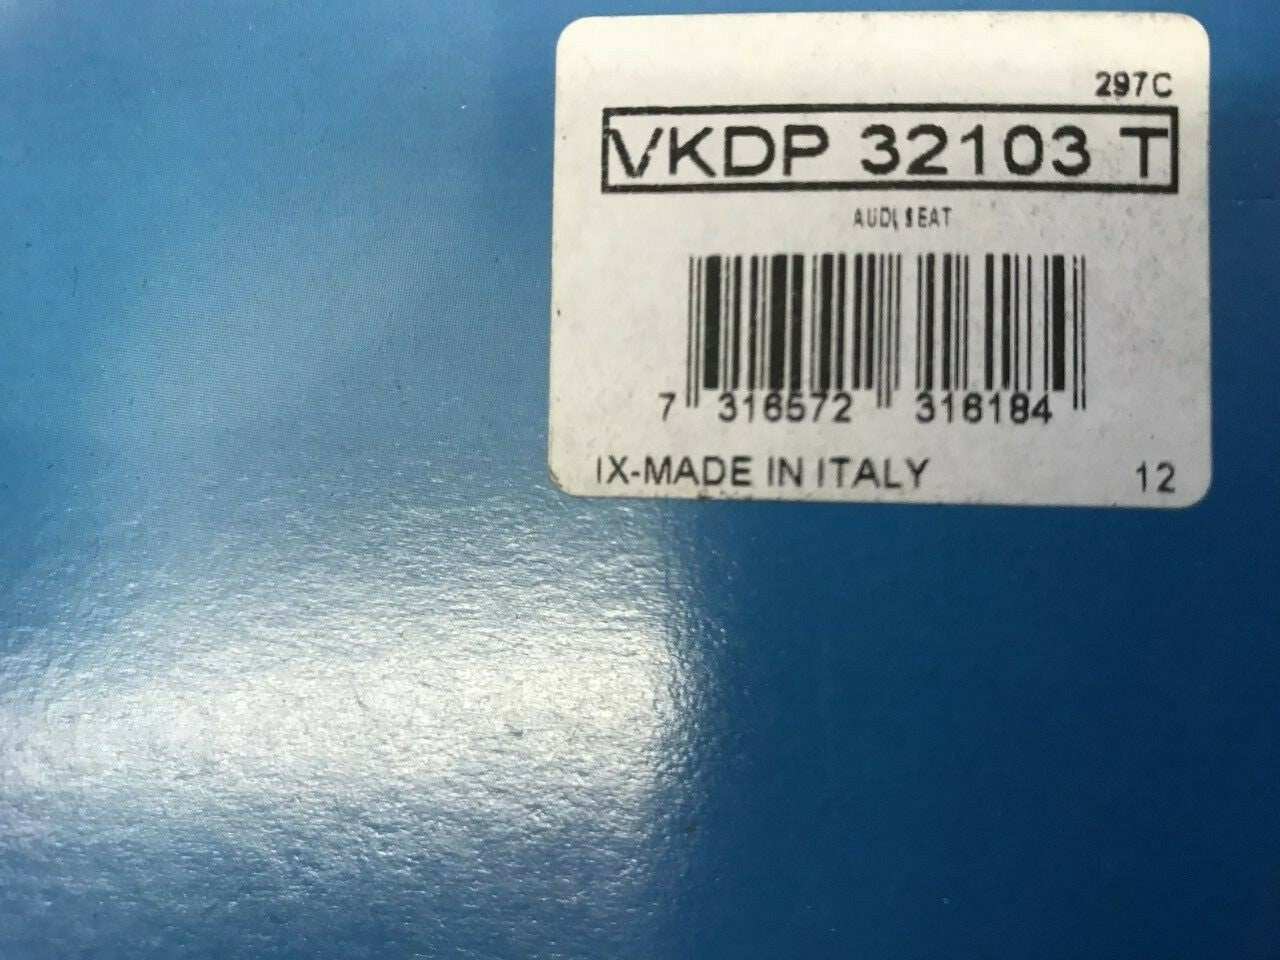 297C
VKDP 32103 T
AUDI, SEAT
7 316572 316184
IX-MADE IN ITALY
12